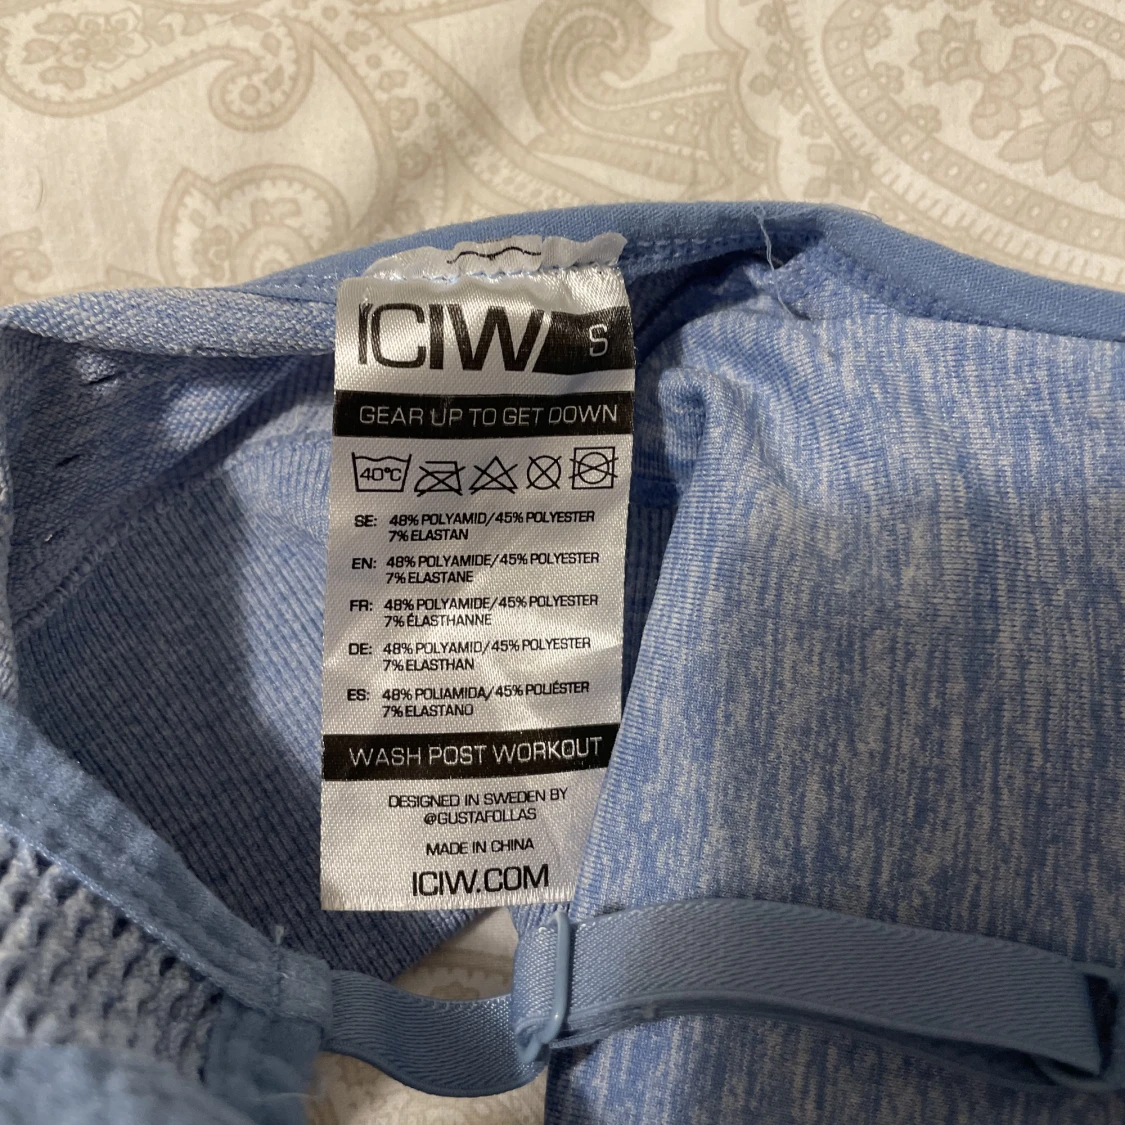 ICIW S
GEAR UP TO GET DOWN
40°C
SE: 48% POLYAMID/45% POLYESTER
7% ELASTAN
EN: 48% POLYAMIDE/45% POLYESTER
7% ELASTANE
FR: 48% POLYAMIDE/45% POLYESTER
7% ÉLASTHANNE
DE: 48% POLYAMID/45% POLYESTER
7% ELASTHAN
ES: 48% POLIAMIDA/45% POLIÉSTER
7% ELASTANO
WASH POST WORKOUT
DESIGNED IN SWEDEN BY
@GUSTAFOLLAS
MADE IN CHINA
ICIW.COM